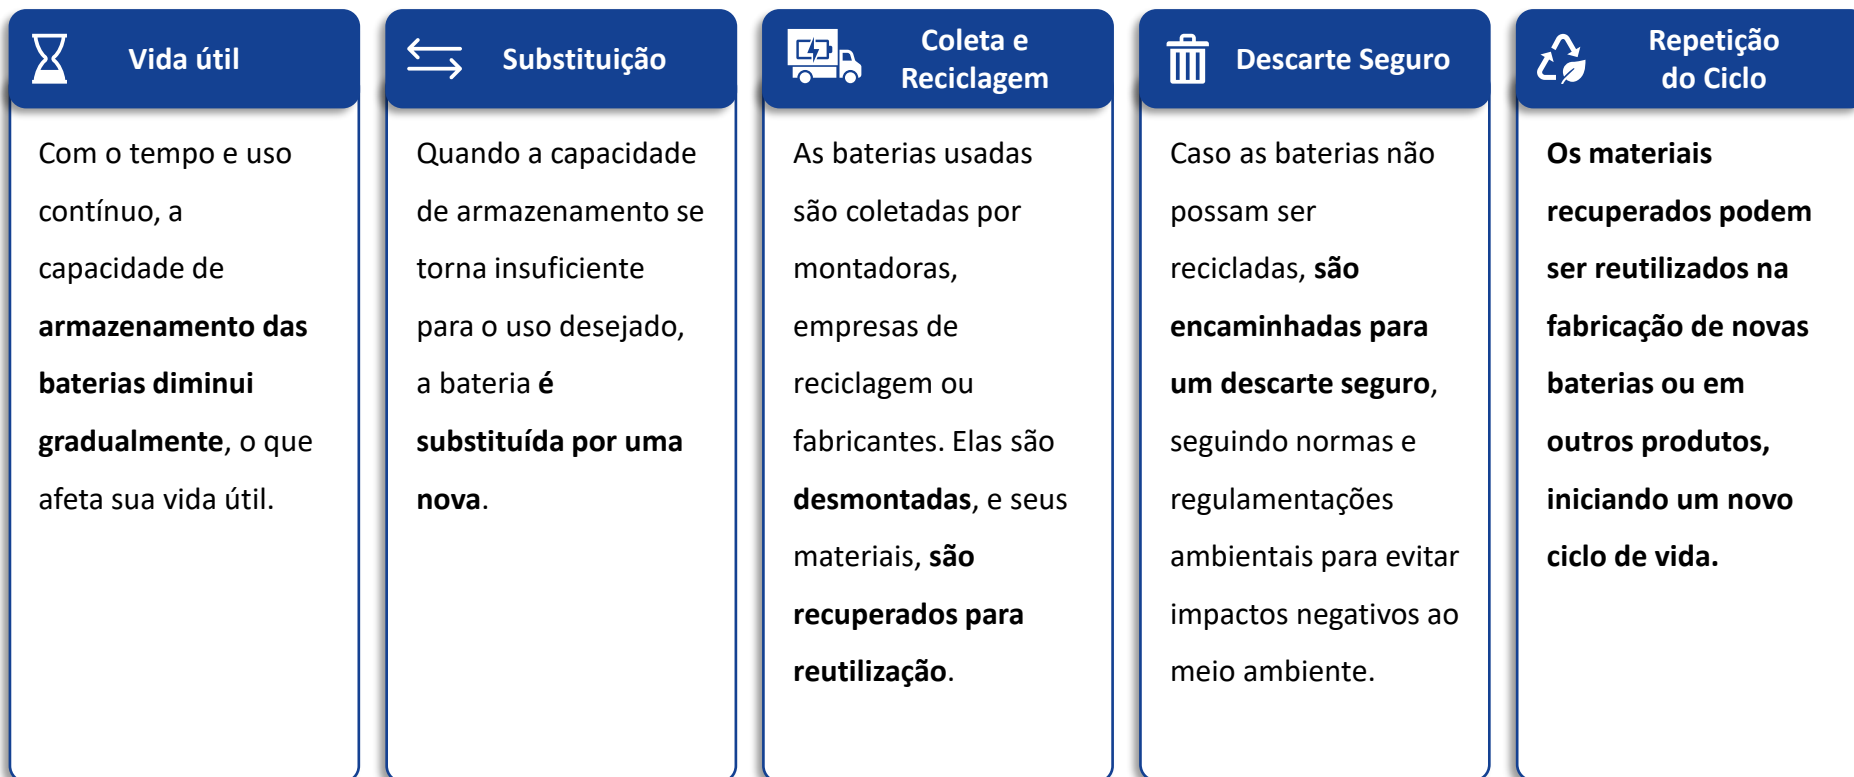 Vida útil
Com o tempo e uso
contínuo, a
capacidade de
armazenamento das
baterias diminui
gradualmente, o que
afeta sua vida útil.
Substituição
Quando a capacidade
de armazenamento se
torna insuficiente
para o uso desejado,
a bateria é
substituída por uma
nova.
Coleta e
Reciclagem
As baterias usadas
são coletadas por
montadoras,
empresas de
reciclagem ou
fabricantes. Elas são
desmontadas, e seus
materiais, são
recuperados para
reutilização.
Descarte Seguro
Caso as baterias não
possam ser
recicladas, são
encaminhadas para
um descarte seguro,
seguindo normas e
regulamentações
ambientais para evitar
impactos negativos ao
meio ambiente.
Repetição
do Ciclo
Os materiais
recuperados podem
ser reutilizados na
fabricação de novas
baterias ou em
outros produtos,
iniciando um novo
ciclo de vida.